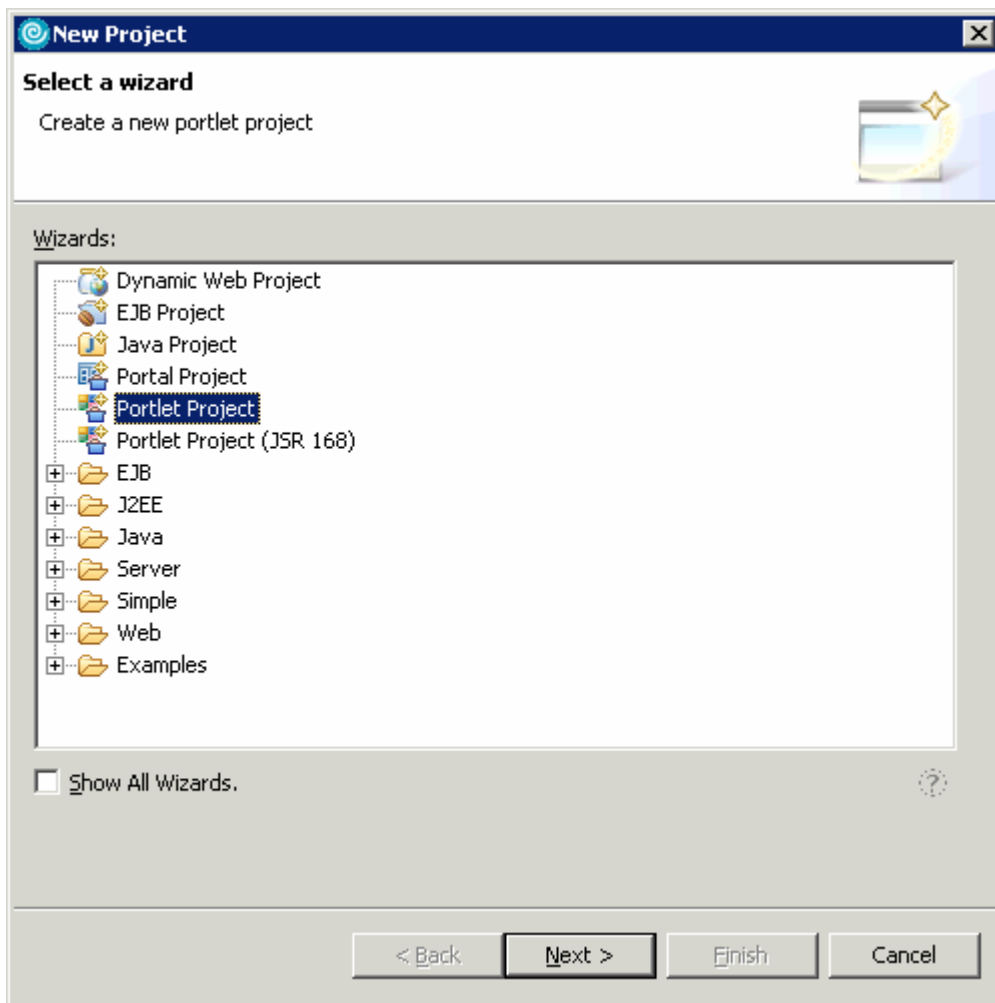 New Project
Select a wizard
Create a new portlet project
Wizards:
Dynamic Web Project
EJB Project
Java Project
Portal Project
Portlet Project
Portlet Project (JSR 168)
EJB
J2EE
Java
Server
Simple
Web
Examples
Show All Wizards.
?
< Back Next > Finish Cancel